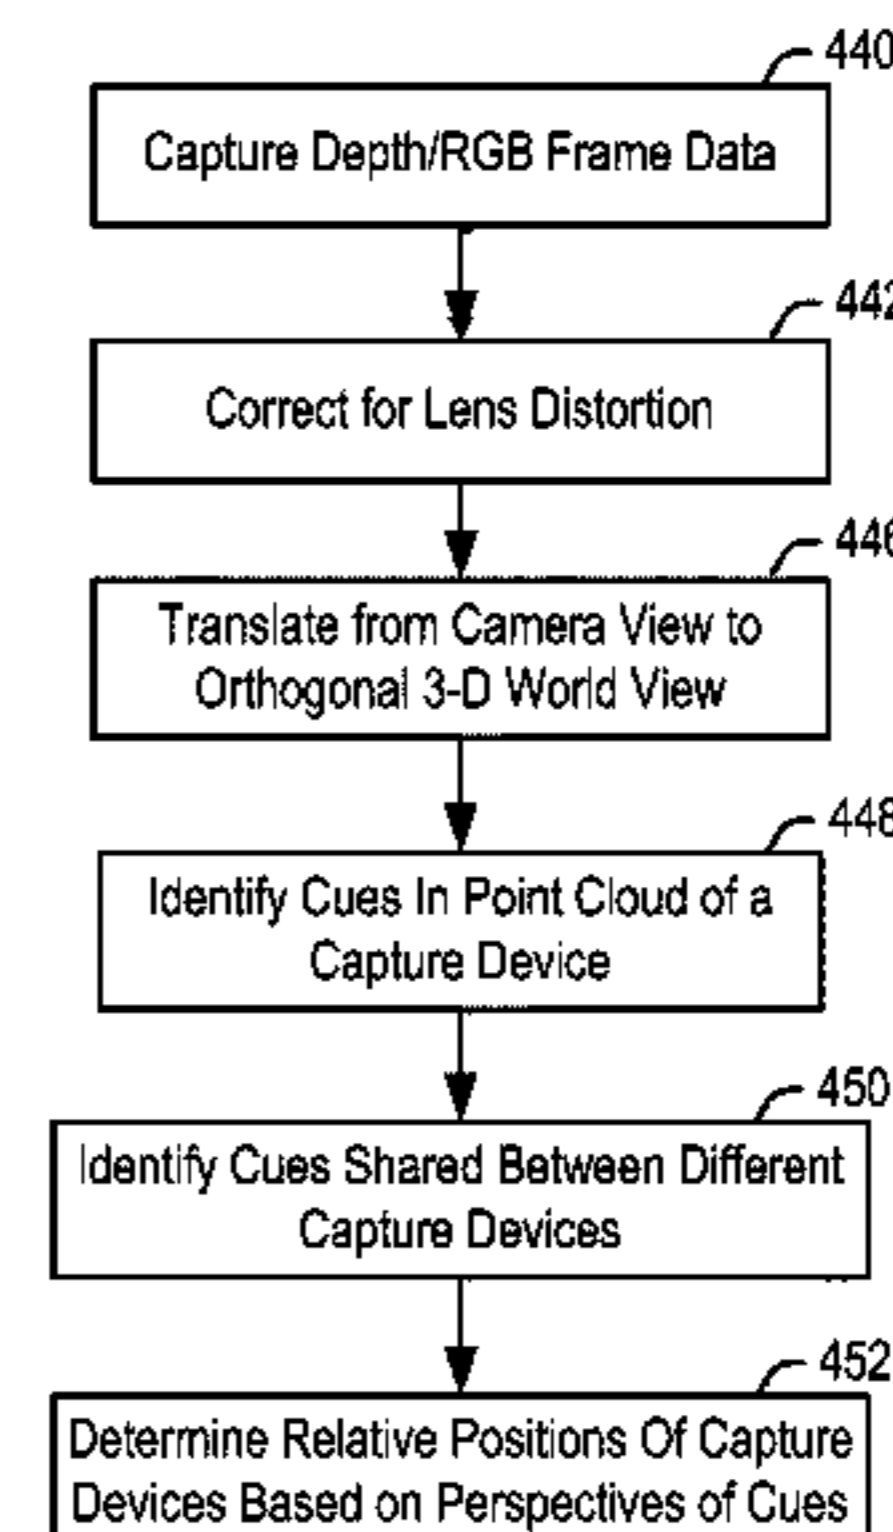 440
Capture Depth/RGB Frame Data
442
Correct for Lens Distortion
446
Translate from Camera View to
Orthogonal 3-D World View
448
Identify Cues In Point Cloud of a
Capture Device
450
Identify Cues Shared Between Different
Capture Devices
452
Determine Relative Positions Of Capture
Devices Based on Perspectives of Cues